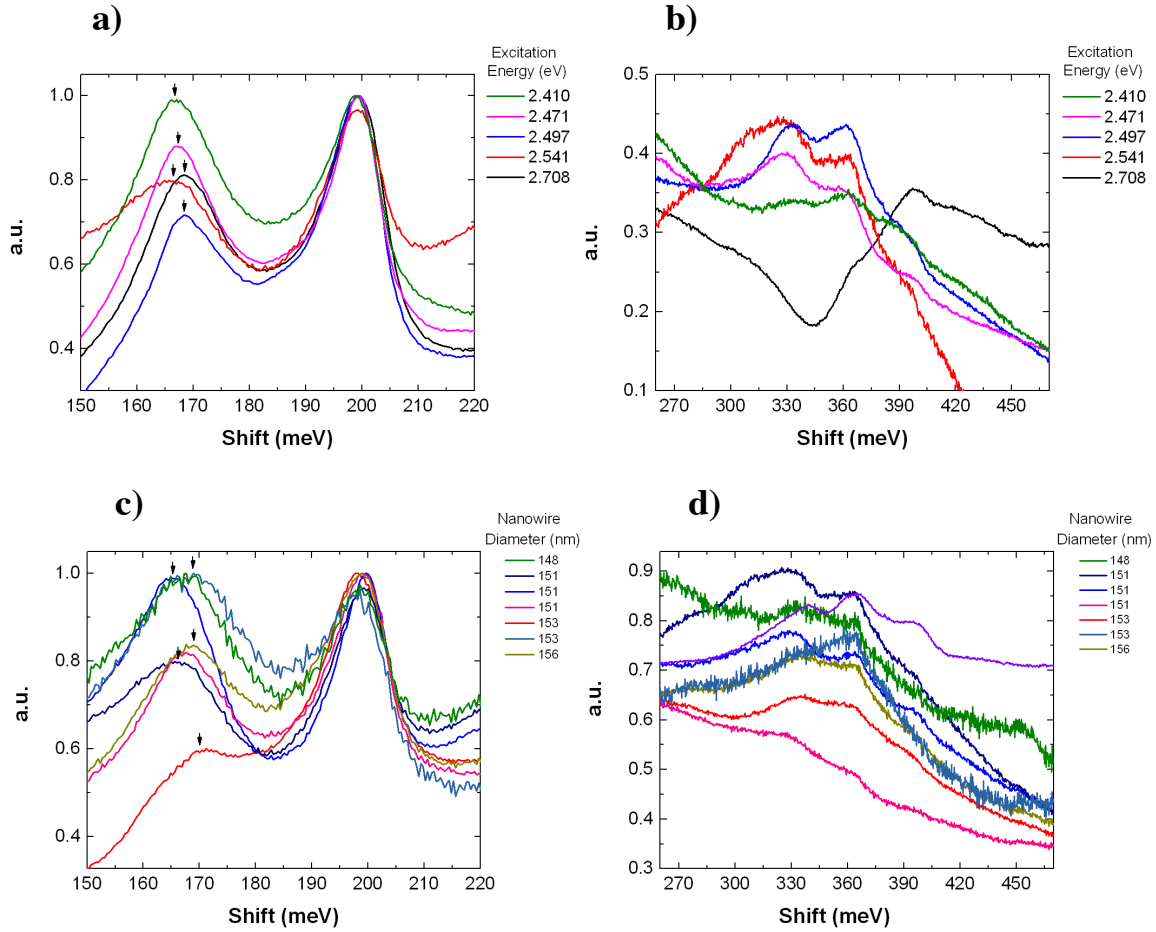 a)
Excitation
Energy (eV)
2.410
2.471
2.497
2.541
2.708
1.0
0.8
0.6
0.4
a.u.
150 160 170 180 190 200 210 220
Shift (meV)
b)
Excitation
Energy (eV)
2.410
2.471
2.497
2.541
2.708
0.5
0.4
0.3
0.2
0.1
a.u.
270 300 330 360 390 420 450
Shift (meV)
c)
Nanowire
Diameter (nm)
148
151
151
151
153
153
156
1.0
0.8
0.6
0.4
a.u.
150 160 170 180 190 200 210 220
Shift (meV)
d)
Nanowire
Diameter (nm)
148
151
151
151
153
153
156
0.9
0.8
0.7
0.6
0.5
0.4
0.3
a.u.
270 300 330 360 390 420 450
Shift (meV)